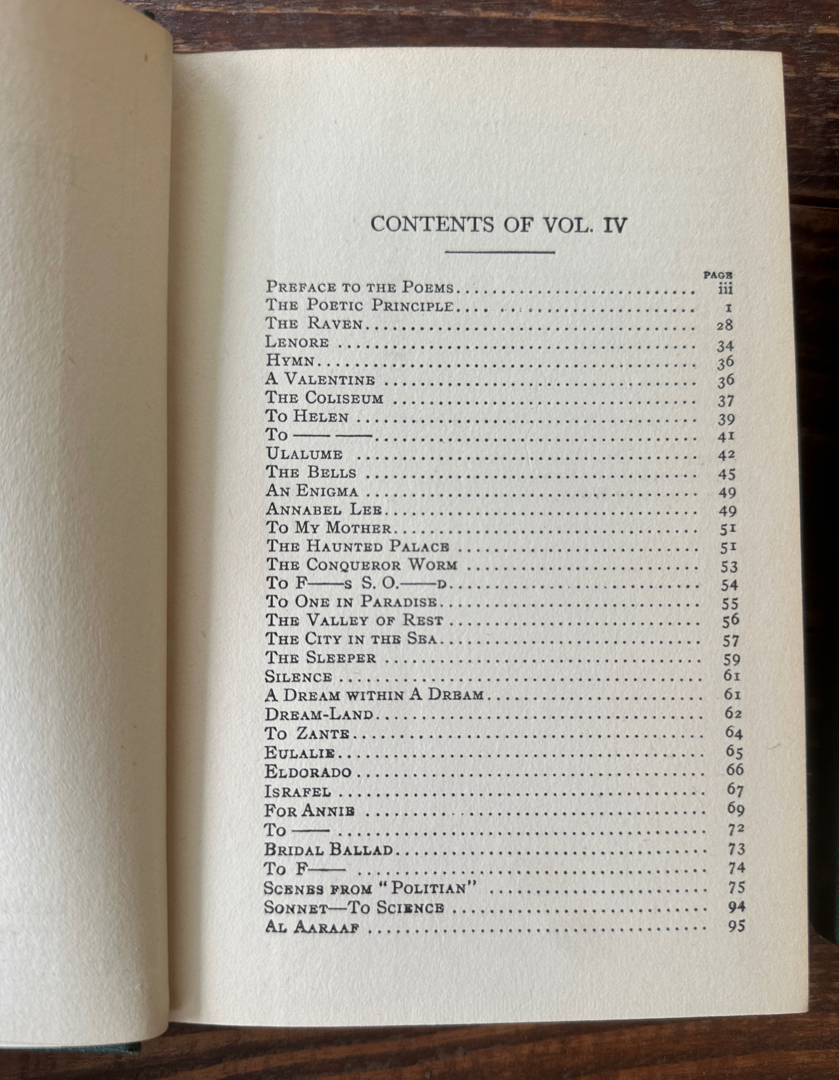 CONTENTS OF VOL. IV
PAGE
PREFACE TO THE POEMS........................... iii
THE POETIC PRINCIPLE........................... 1
THE RAVEN........................... 28
LENORE ........................... 34
HYMN........................... 36
A VALENTINE ........................... 36
THE COLISEUM ........................... 37
TO HELEN ........................... 39
TO —— ——........................... 41
ULALUME ........................... 42
THE BELLS ........................... 45
AN ENIGMA ........................... 49
ANNABEL LEE........................... 49
TO MY MOTHER........................... 51
THE HAUNTED PALACE ........................... 51
THE CONQUEROR WORM ........................... 53
TO F——S S. O.——D........................... 54
TO ONE IN PARADISE........................... 55
THE VALLEY OF REST ........................... 56
THE CITY IN THE SEA........................... 57
THE SLEEPER ........................... 59
SILENCE ........................... 61
A DREAM WITHIN A DREAM........................... 61
DREAM-LAND........................... 62
TO ZANTE........................... 64
EULALIE........................... 65
ELDORADO ........................... 66
ISRAFEL ........................... 67
FOR ANNIE ........................... 69
TO —— ........................... 72
BRIDAL BALLAD........................... 73
TO F—— ........................... 74
SCENES FROM “POLITIAN” ........................... 75
SONNET—TO SCIENCE ........................... 94
AL AARAAF ........................... 95